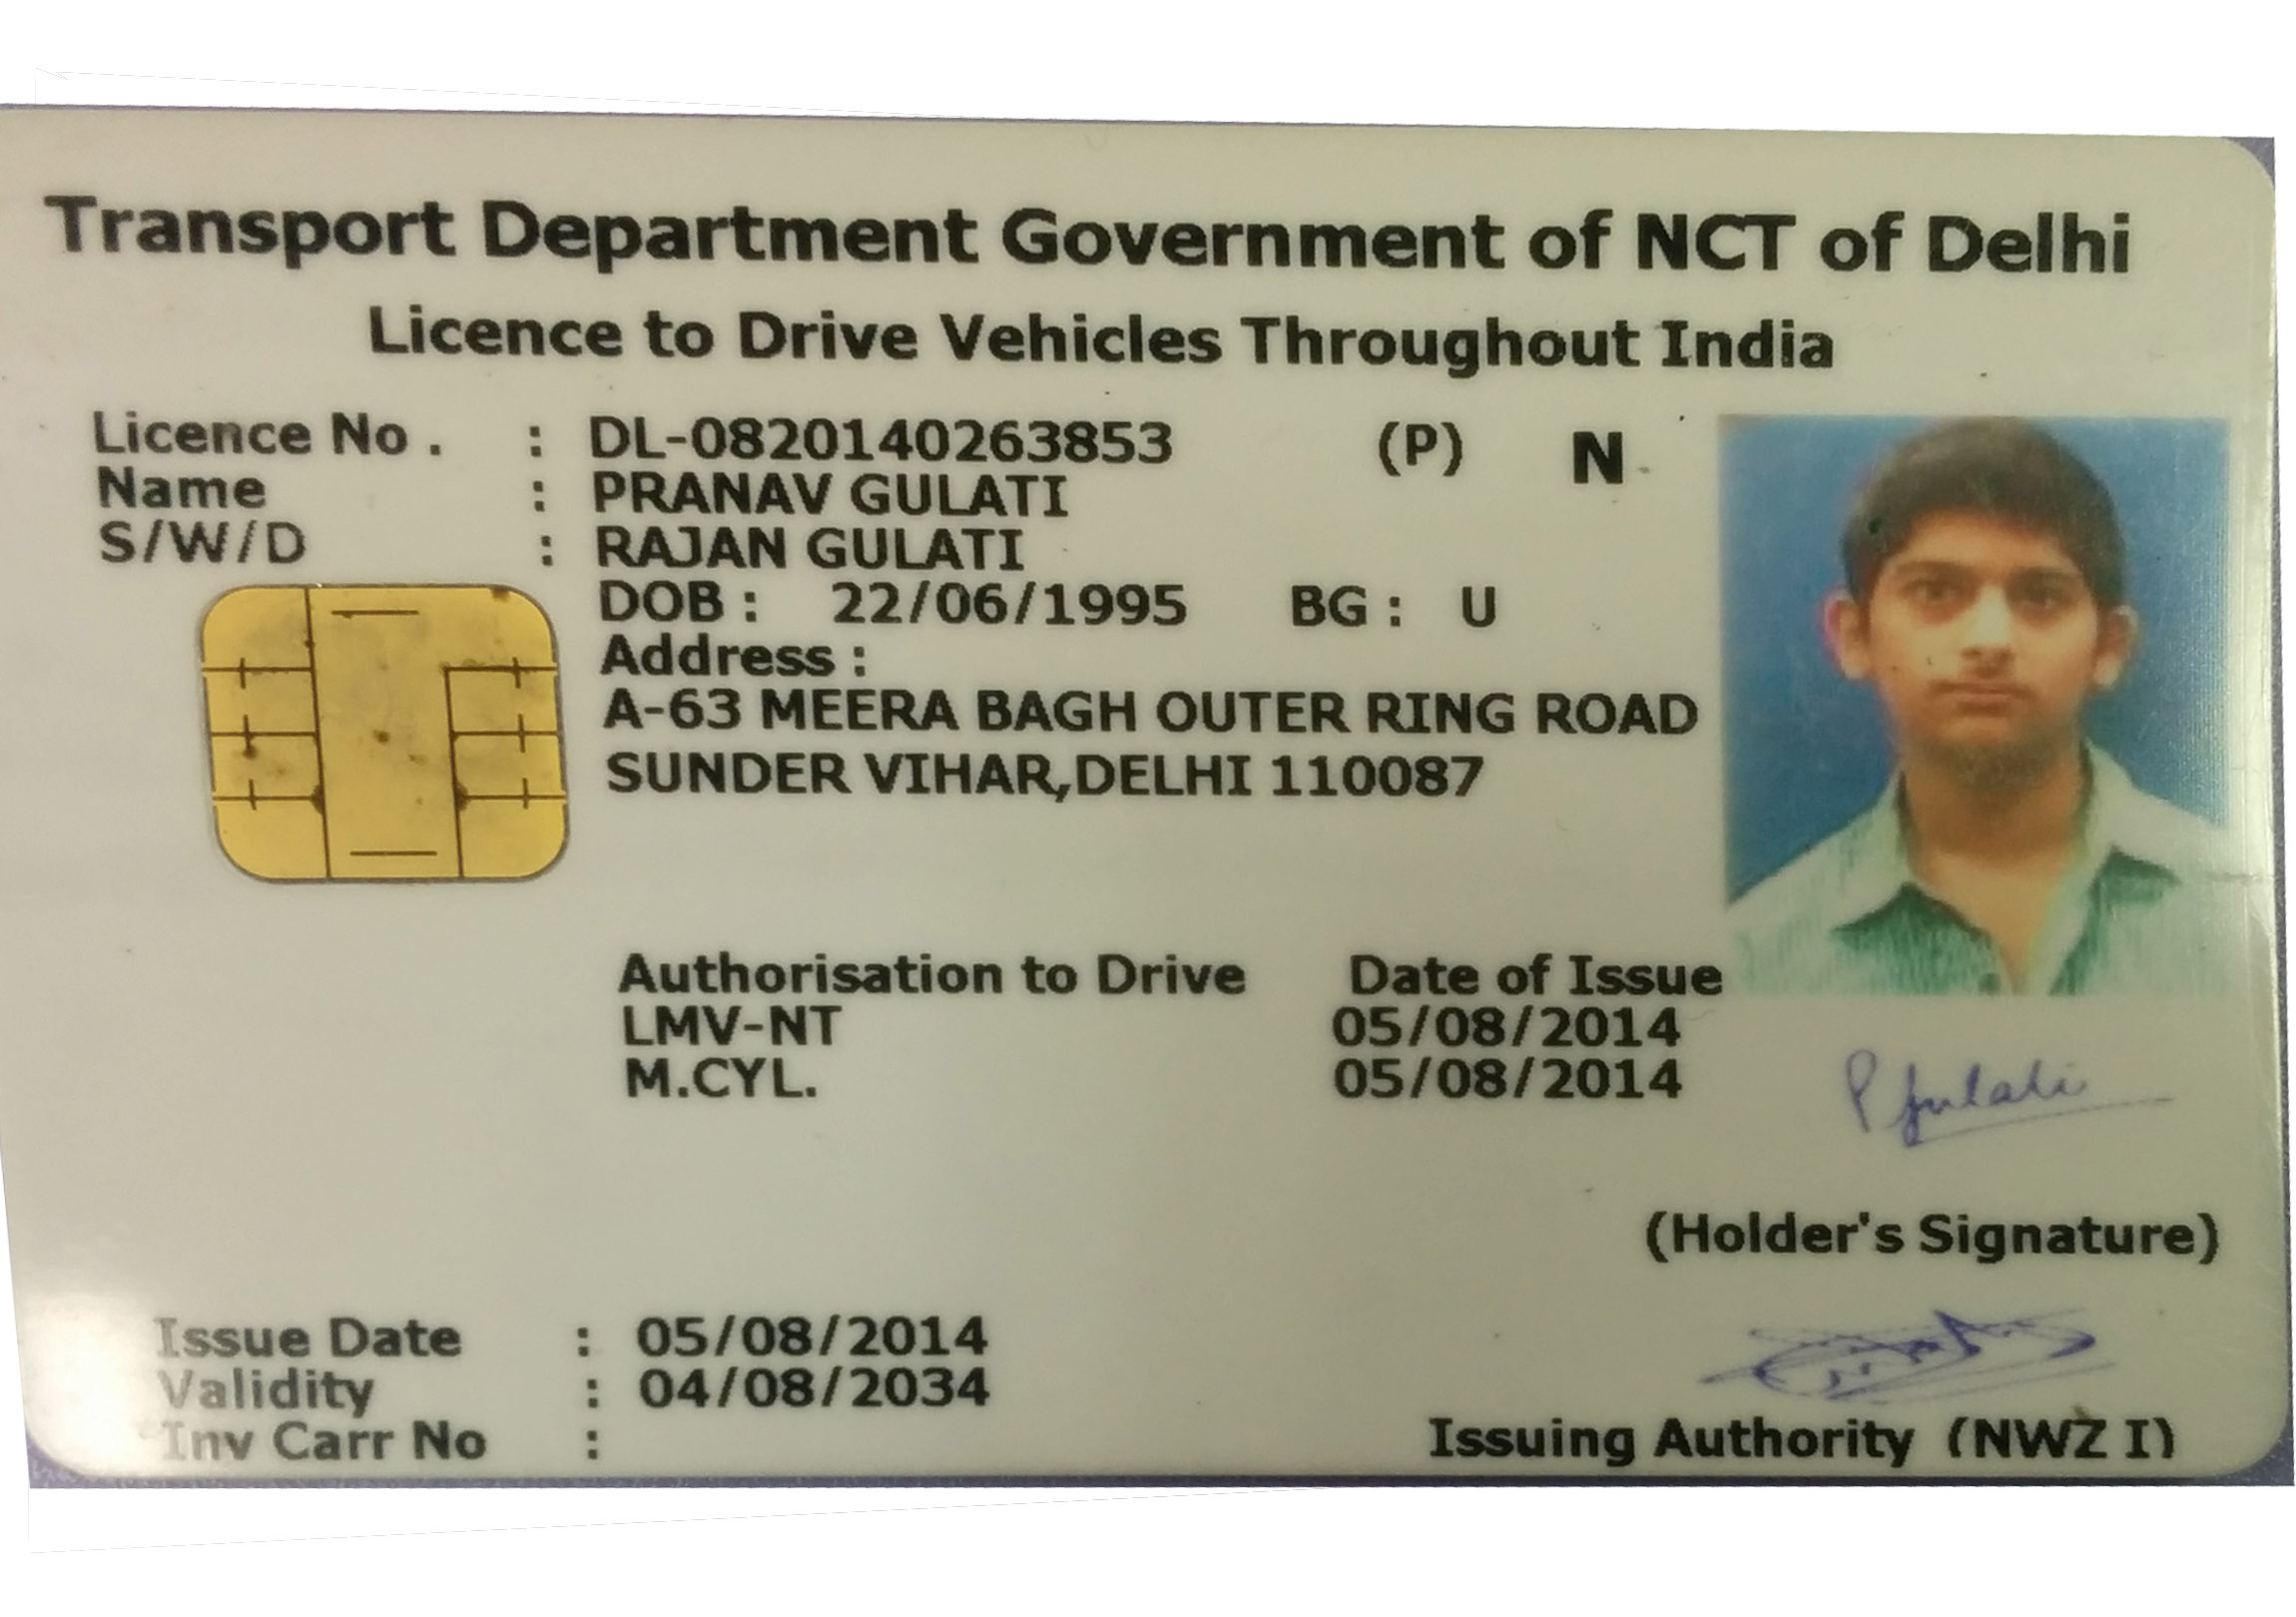 Transport Department Government of NCT of Delhi
Licence to Drive Vehicles Throughout India
Licence No . : DL-0820140263853 (P) N
Name : PRANAV GULATI
S/W/D : RAJAN GULATI
DOB : 22/06/1995 BG : U
Address :
A-63 MEERA BAGH OUTER RING ROAD
SUNDER VIHAR,DELHI 110087
Authorisation to Drive Date of Issue
LMV-NT 05/08/2014
M.CYL. 05/08/2014
P Gulati
(Holder's Signature)
Issue Date : 05/08/2014
Validity : 04/08/2034
Inv Carr No :
Issuing Authority (NWZ I)